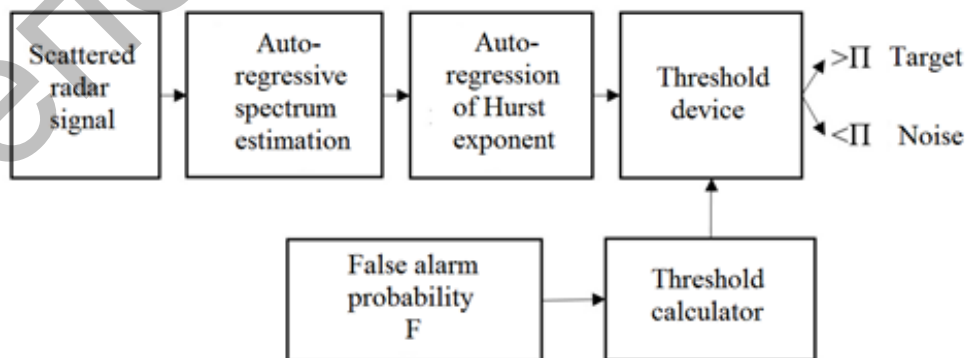 Scattered
radar
signal
Auto-
regressive
spectrum
estimation
Auto-
regression
of Hurst
exponent
Threshold
device
>Π Target
<Π Noise
False alarm
probability
F
Threshold
calculator